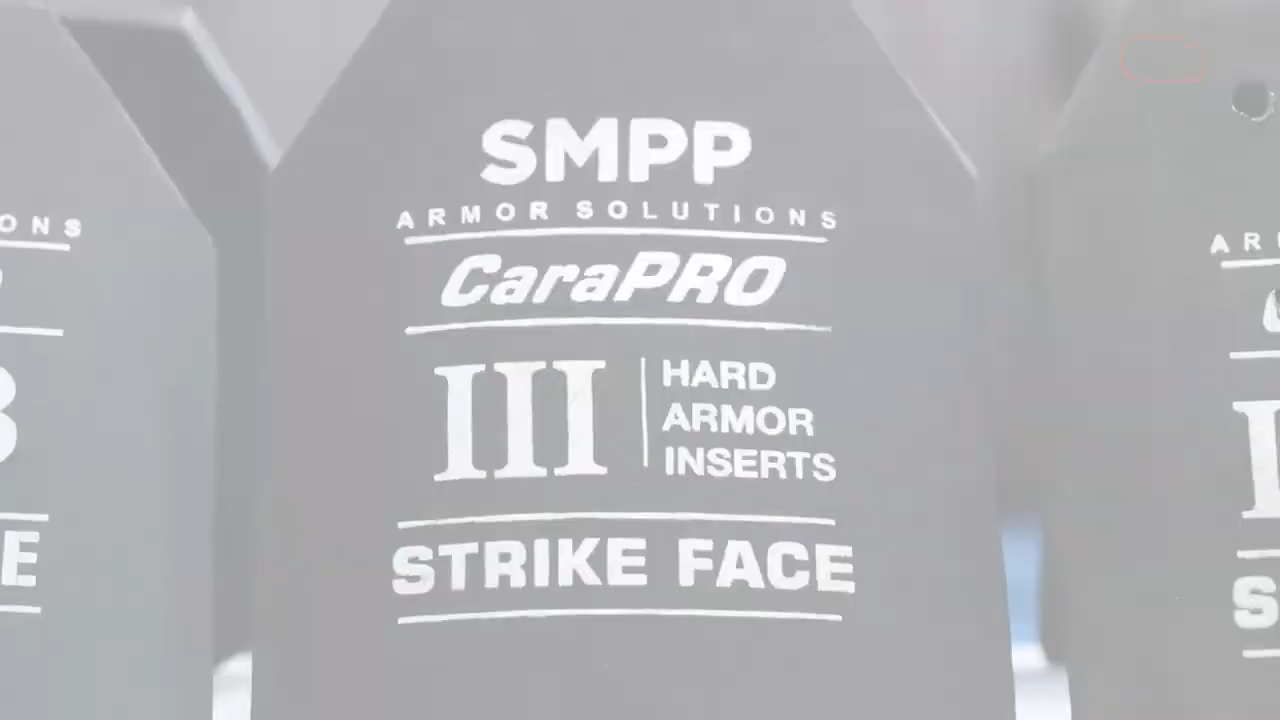 SMPP
ARMOR SOLUTIONS
CaraPRO
III
HARD
ARMOR
INSERTS
STRIKE FACE